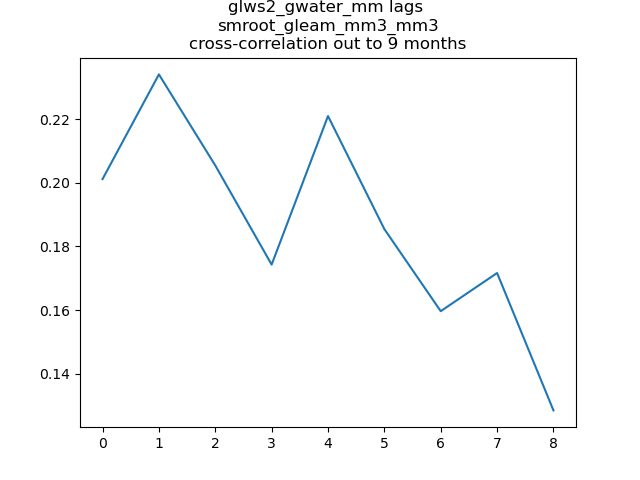 glws2_gwater_mm lags
smroot_gleam_mm3_mm3
cross-correlation out to 9 months
0.22
0.20
0.18
0.16
0.14
0 1 2 3 4 5 6 7 8